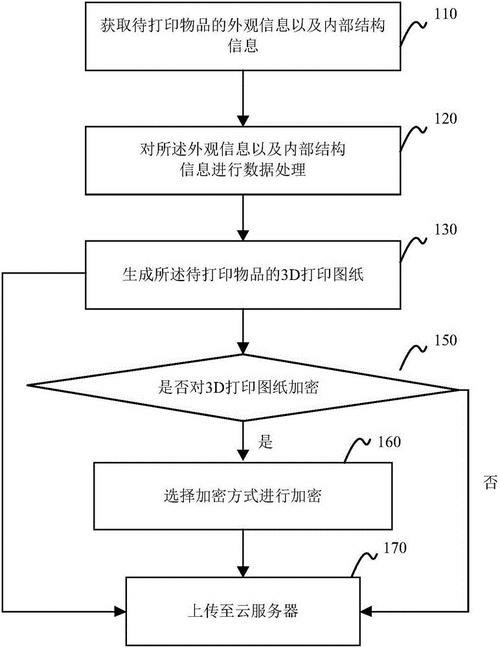 获取待打印物品的外观信息以及内部结构
信息
110
对所述外观信息以及内部结构
信息进行数据处理
120
生成所述待打印物品的3D打印图纸
130
是否对3D打印图纸加密
150
是
否
选择加密方式进行加密
160
上传至云服务器
170